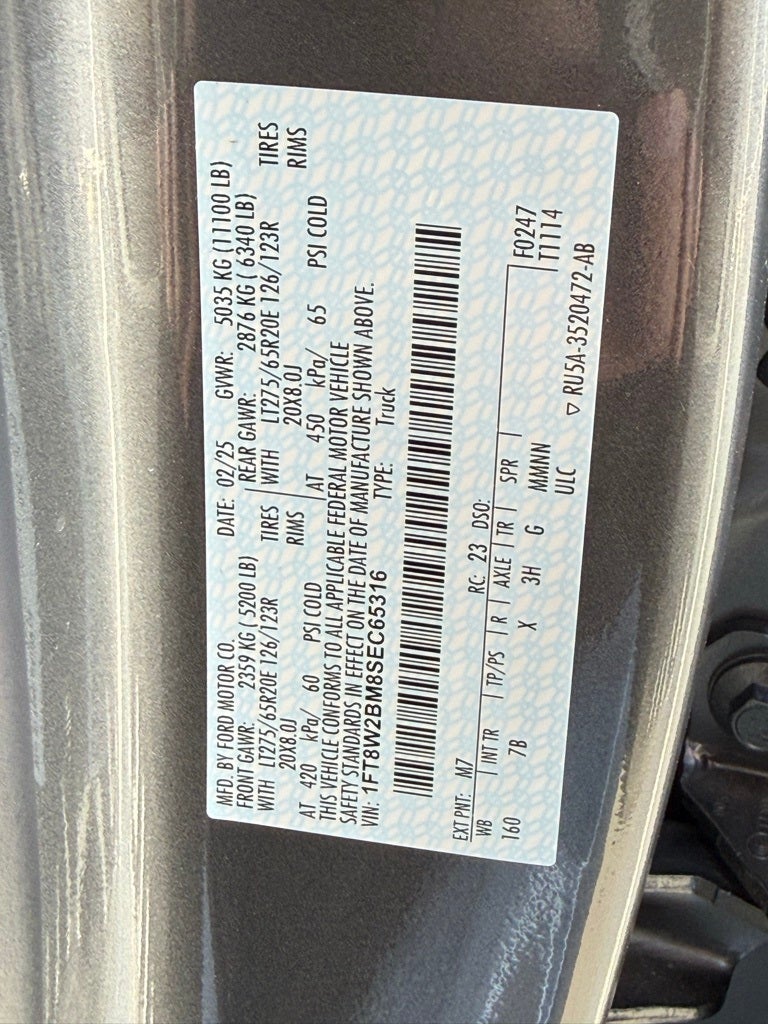 MFD. BY FORD MOTOR CO.
DATE: 02/25 GVWR: 5035 KG (11100 LB)
FRONT GAWR: 2359 KG ( 5200 LB)
REAR GAWR: 2876 KG ( 6340 LB)
WITH LT275/65R20E 126/123R TIRES
WITH LT275/65R20E 126/123R TIRES
20X8.0J RIMS
20X8.0J RIMS
AT 420 kPa/ 60 PSI COLD
AT 450 kPa/ 65 PSI COLD
THIS VEHICLE CONFORMS TO ALL APPLICABLE FEDERAL MOTOR VEHICLE
SAFETY STANDARDS IN EFFECT ON THE DATE OF MANUFACTURE SHOWN ABOVE.
VIN: 1FT8W2BM8SEC65316 TYPE: Truck
EXT PNT: M7 RC: 23 DSO:
WB INT TR TP/PS R AXLE TR SPR F0247
160 7B X 3H G MMMNN T1114
ULC ▽ RU5A-3520472-AB